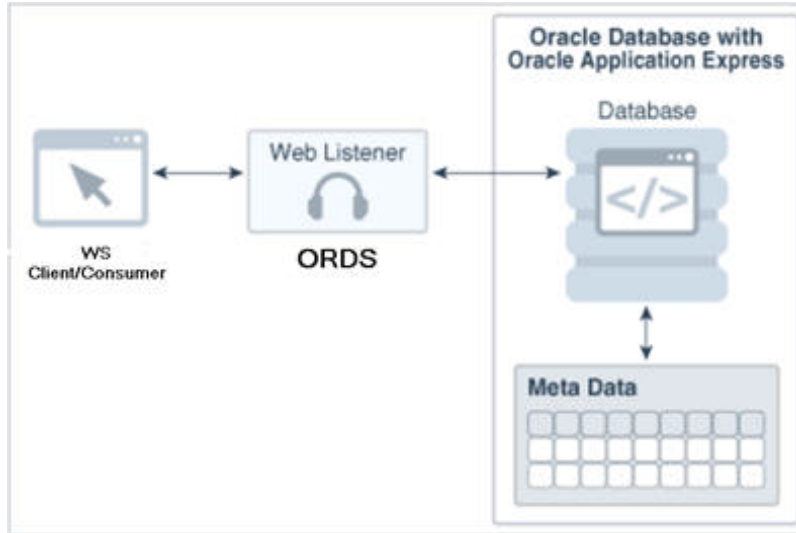 Oracle Database with
Oracle Application Express
Database
Web Listener
</>
WS
Client/Consumer
ORDS
Meta Data